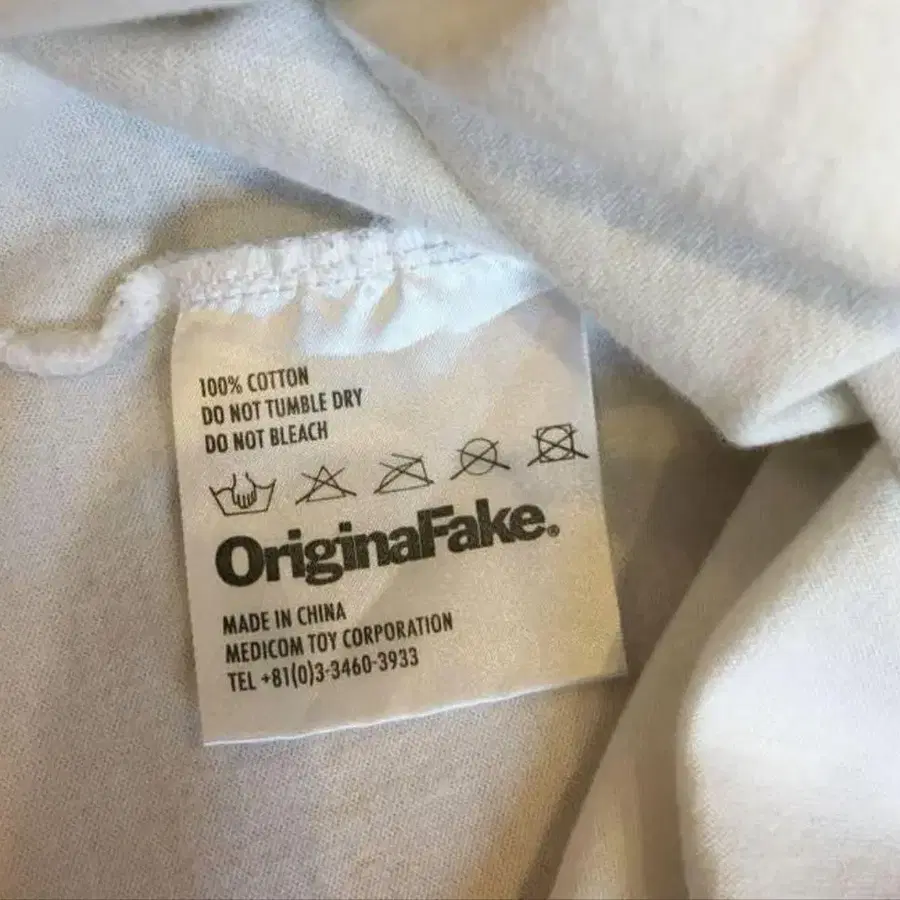 100% COTTON
DO NOT TUMBLE DRY
DO NOT BLEACH
OriginalFake®
MADE IN CHINA
MEDICOM TOY CORPORATION
TEL +81(0)3-3460-3933